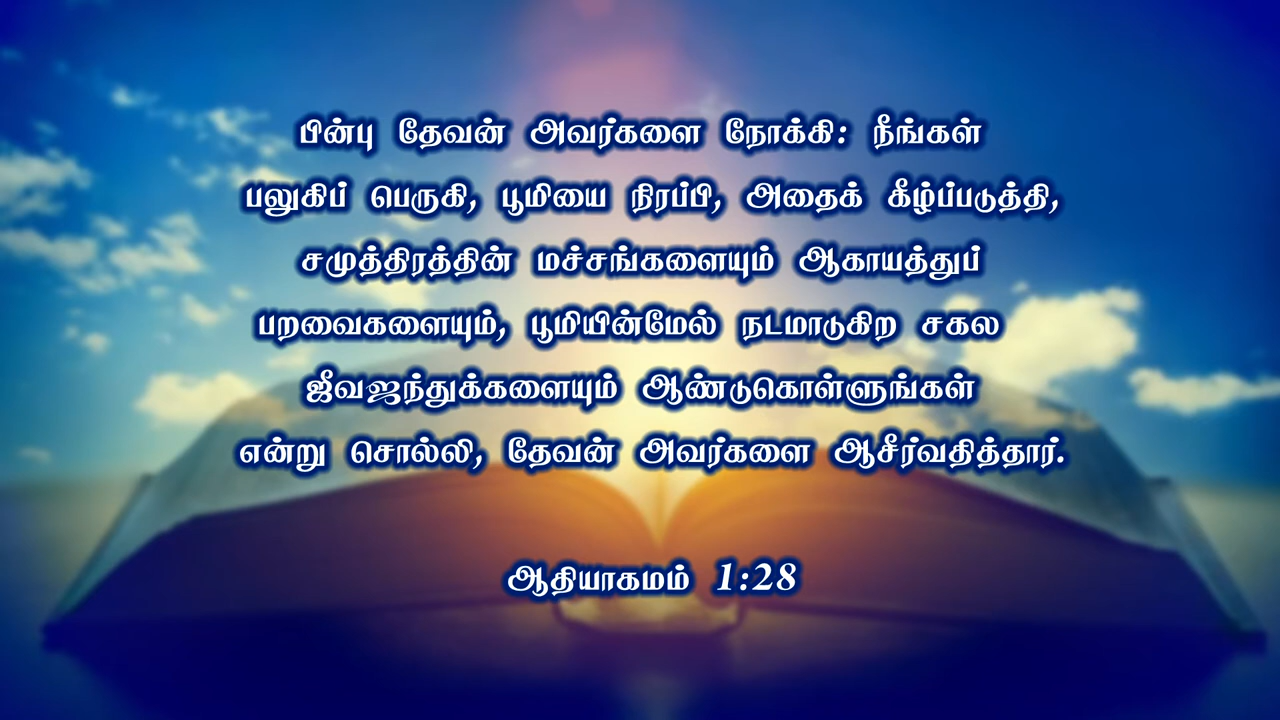 பின்பு தேவன் அவர்களை நோக்கி: நீங்கள்
பலுகிப் பெருகி, பூமியை நிரப்பி, அதைக் கீழ்ப்படுத்தி,
சமுத்திரத்தின் மச்சங்களையும் ஆகாயத்துப்
பறவைகளையும், பூமியின்மேல் நடமாடுகிற சகல
ஜீவஜந்துக்களையும் ஆண்டுகொள்ளுங்கள்
என்று சொல்லி, தேவன் அவர்களை ஆசீர்வதித்தார்.
ஆதியாகமம் 1:28